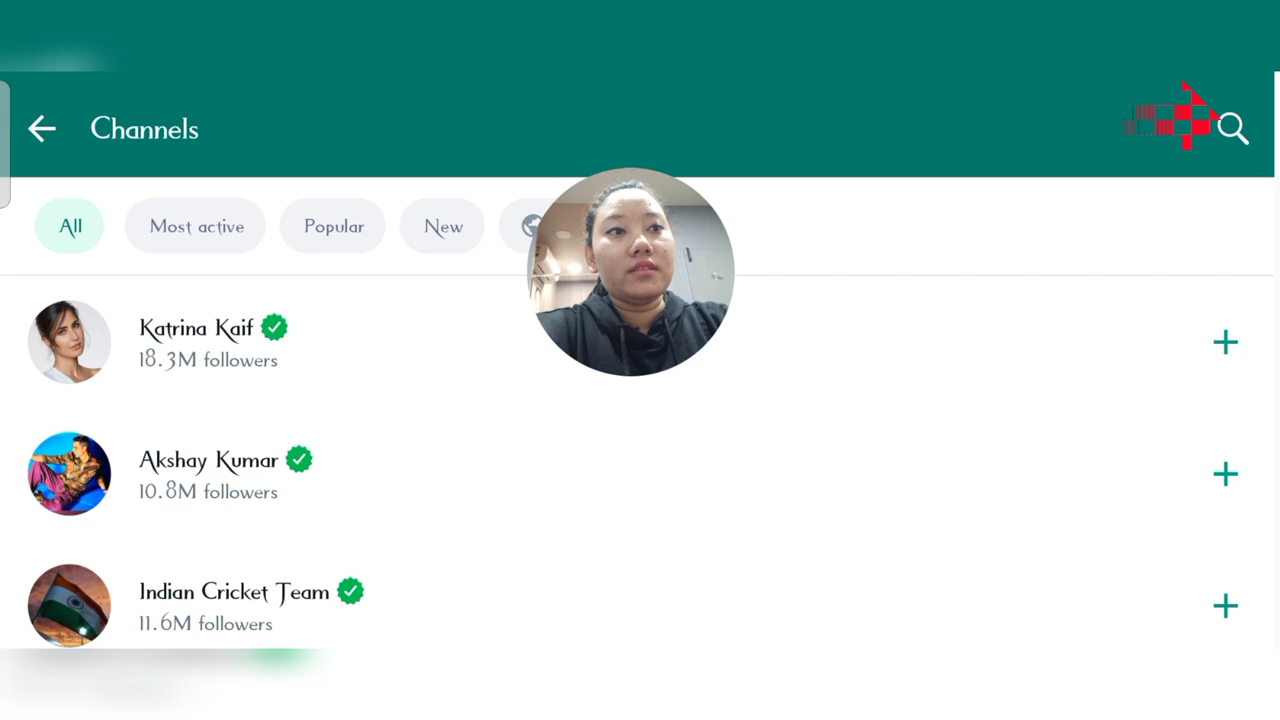 Channels
All
Most active
Popular
New
Katrina Kaif
18.3M followers
Akshay Kumar
10.8M followers
Indian Cricket Team
11.6M followers